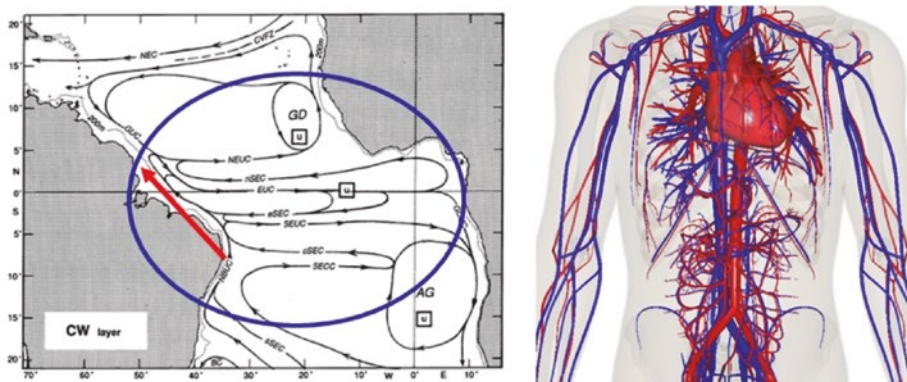 20°
NEC
CVFZ
200m
15
10
200m
GUC
GD
u
5
NEUC
N
nSEC
0
EUC
u
S
eSEC
5
SEUC
NBUC
cSEC
10
SECC
AG
15
CW layer
u
sSEC
20
BC
70° 60° 50° 40° 30° 20° 10° W 0° E 10°